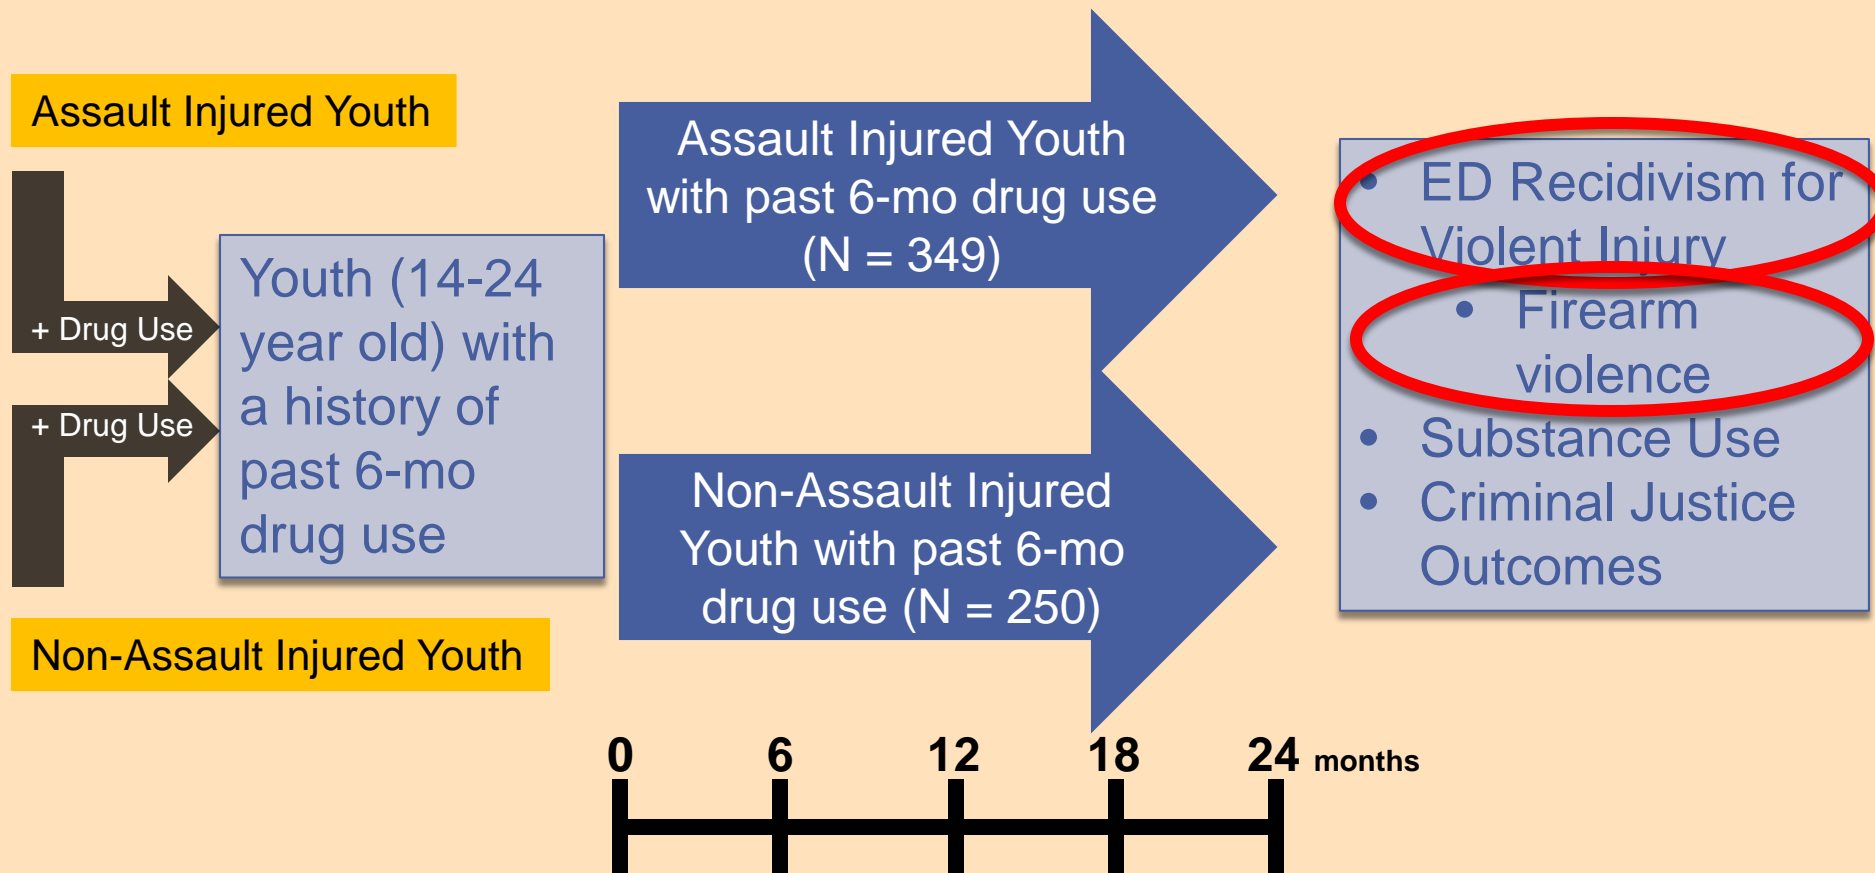 Assault Injured Youth
+ Drug Use
+ Drug Use
Non-Assault Injured Youth
Youth (14-24
year old) with
a history of
past 6-mo
drug use
Assault Injured Youth
with past 6-mo drug use
(N = 349)
Non-Assault Injured
Youth with past 6-mo
drug use (N = 250)
• ED Recidivism for
Violent Injury
• Firearm
violence
• Substance Use
• Criminal Justice
Outcomes
0 6 12 18 24 months